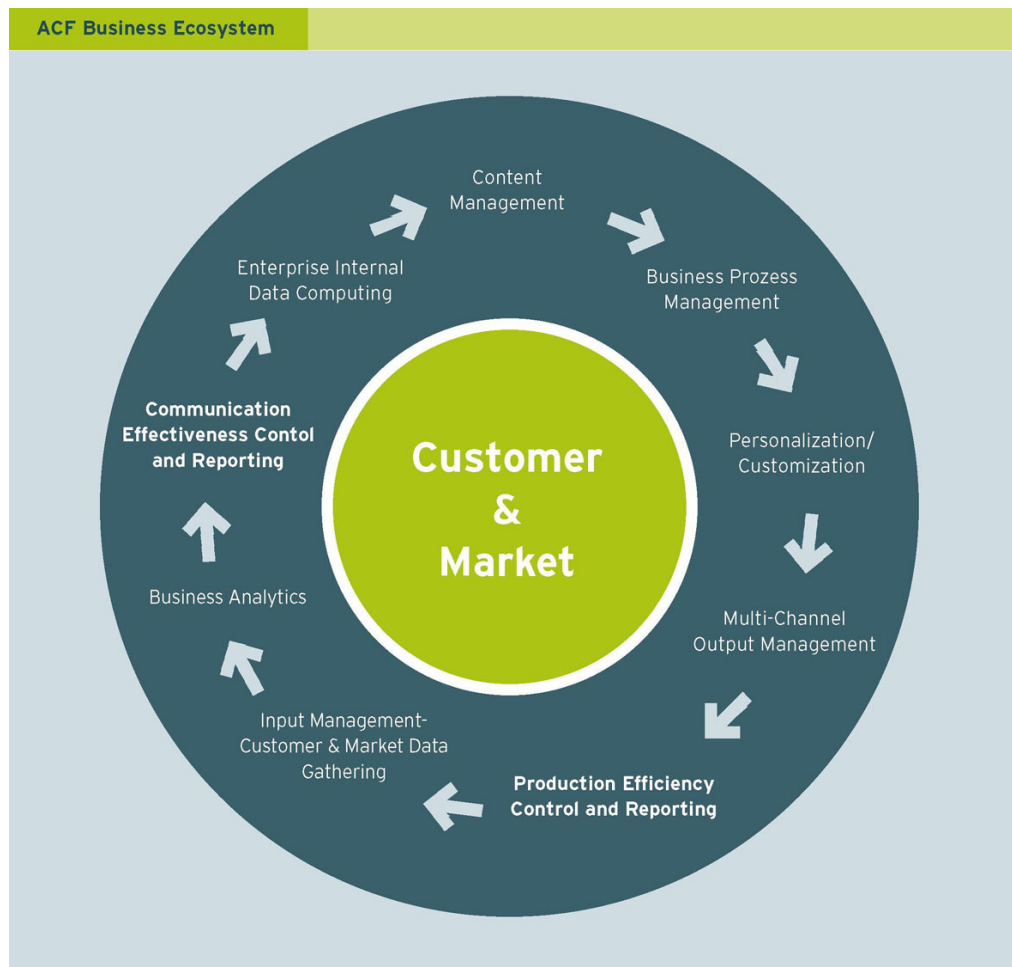 ACF Business Ecosystem
Content
Management
Business Prozess
Management
Personalization/
Customization
Multi-Channel
Output Management
Production Efficiency
Control and Reporting
Input Management-
Customer & Market Data
Gathering
Business Analytics
Communication
Effectiveness Contol
and Reporting
Enterprise Internal
Data Computing
Customer
&
Market